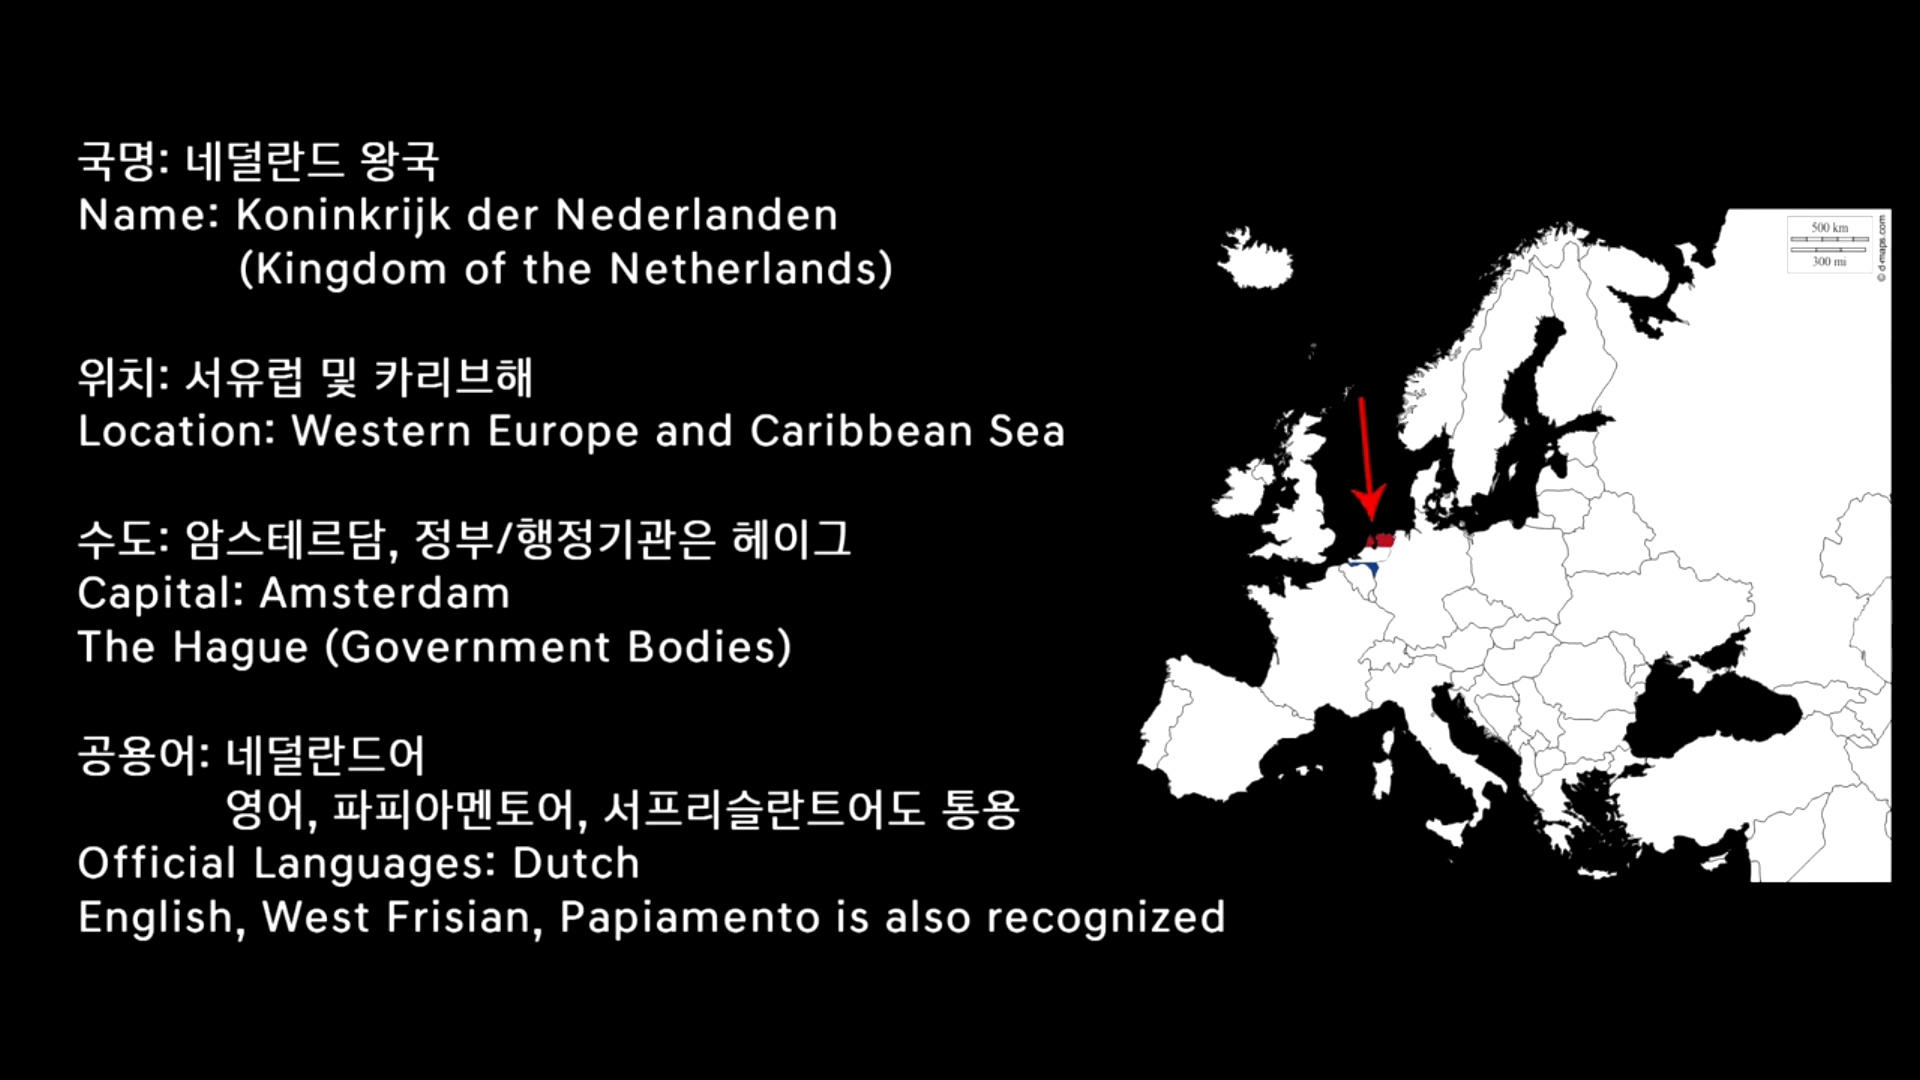 국명: 네덜란드 왕국
Name: Koninkrijk der Nederlanden
(Kingdom of the Netherlands)
위치: 서유럽 및 카리브해
Location: Western Europe and Caribbean Sea
수도: 암스테르담, 정부/행정기관은 헤이그
Capital: Amsterdam
The Hague (Government Bodies)
공용어: 네덜란드어
영어, 파피아멘토어, 서프리슬란트어도 통용
Official Languages: Dutch
English, West Frisian, Papiamento is also recognized
500 km
300 mi
© d-maps.com